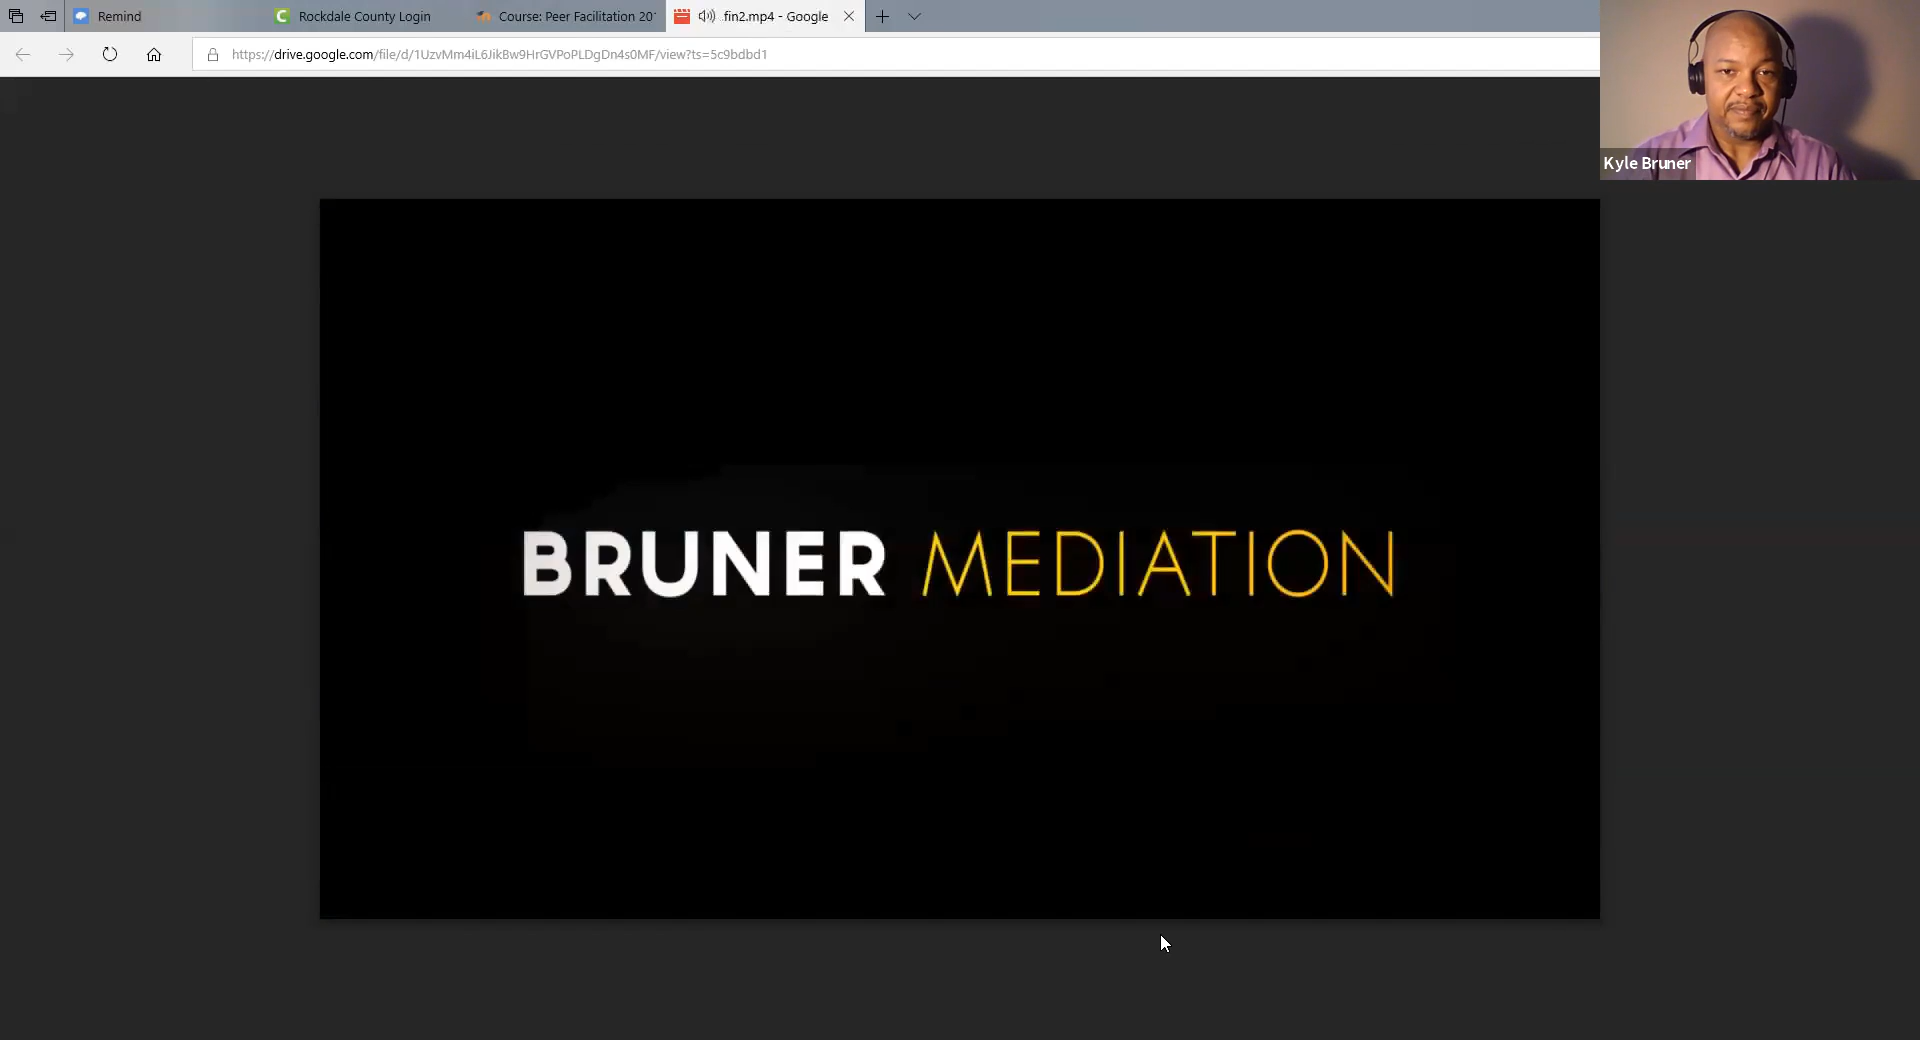 Remind
Rockdale County Login
Course: Peer Facilitation 20
fin2.mp4 - Google
https://drive.google.com/file/d/1UzvMm4iL6JikBw9HrGVPoPLDgDn4s0MF/view?ts=5c9bdbd1
Kyle Bruner
BRUNER MEDIATION